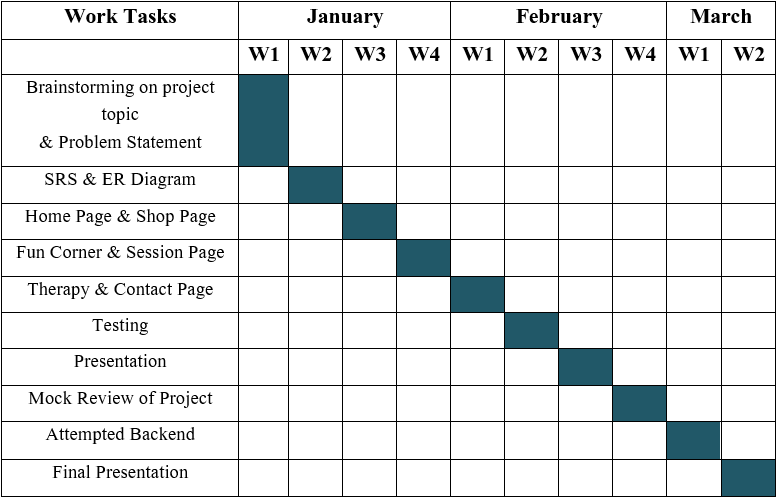 Work Tasks January February March
W1 W2 W3 W4 W1 W2 W3 W4 W1 W2
Brainstorming on project
topic
& Problem Statement
SRS & ER Diagram
Home Page & Shop Page
Fun Corner & Session Page
Therapy & Contact Page
Testing
Presentation
Mock Review of Project
Attempted Backend
Final Presentation